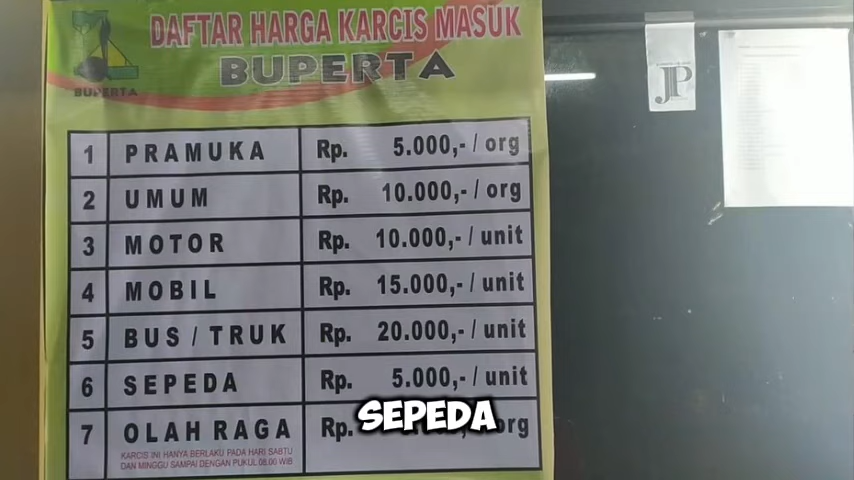 DAFTAR HARGA KARCIS MASUK
BUPERTA
BUPERTA
1 PRAMUKA Rp. 5.000,- / org
2 UMUM Rp. 10.000,- / org
3 MOTOR Rp. 10.000,- / unit
4 MOBIL Rp. 15.000,- / unit
5 BUS / TRUK Rp. 20.000,- / unit
6 SEPEDA Rp. 5.000,- / unit
7 OLAH RAGA Rp. org
SEPEDA
KARCIS INI HANYA BERLAKU PADA HARI SABTU
DAN MINGGU SAMPAI DENGAN PUKUL 08.00 WIB
JP